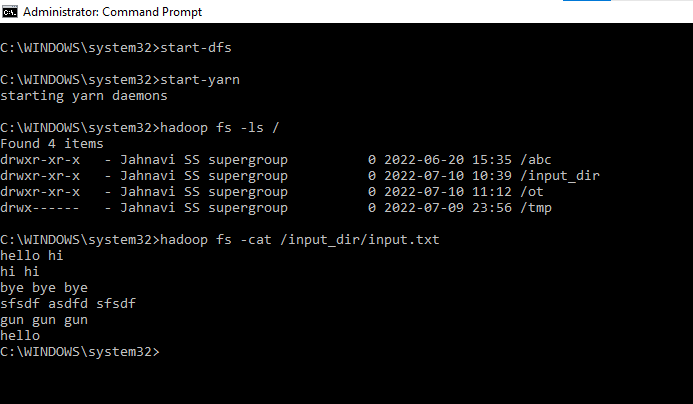 Administrator: Command Prompt
C:\WINDOWS\system32>start-dfs
C:\WINDOWS\system32>start-yarn
starting yarn daemons
C:\WINDOWS\system32>hadoop fs -ls /
Found 4 items
drwxr-xr-x   - Jahnavi SS supergroup          0 2022-06-20 15:35 /abc
drwxr-xr-x   - Jahnavi SS supergroup          0 2022-07-10 10:39 /input_dir
drwxr-xr-x   - Jahnavi SS supergroup          0 2022-07-10 11:12 /ot
drwx------   - Jahnavi SS supergroup          0 2022-07-09 23:56 /tmp
C:\WINDOWS\system32>hadoop fs -cat /input_dir/input.txt
hello hi
hi hi
bye bye bye
sfsdf asdfd sfsdf
gun gun gun
hello
C:\WINDOWS\system32>